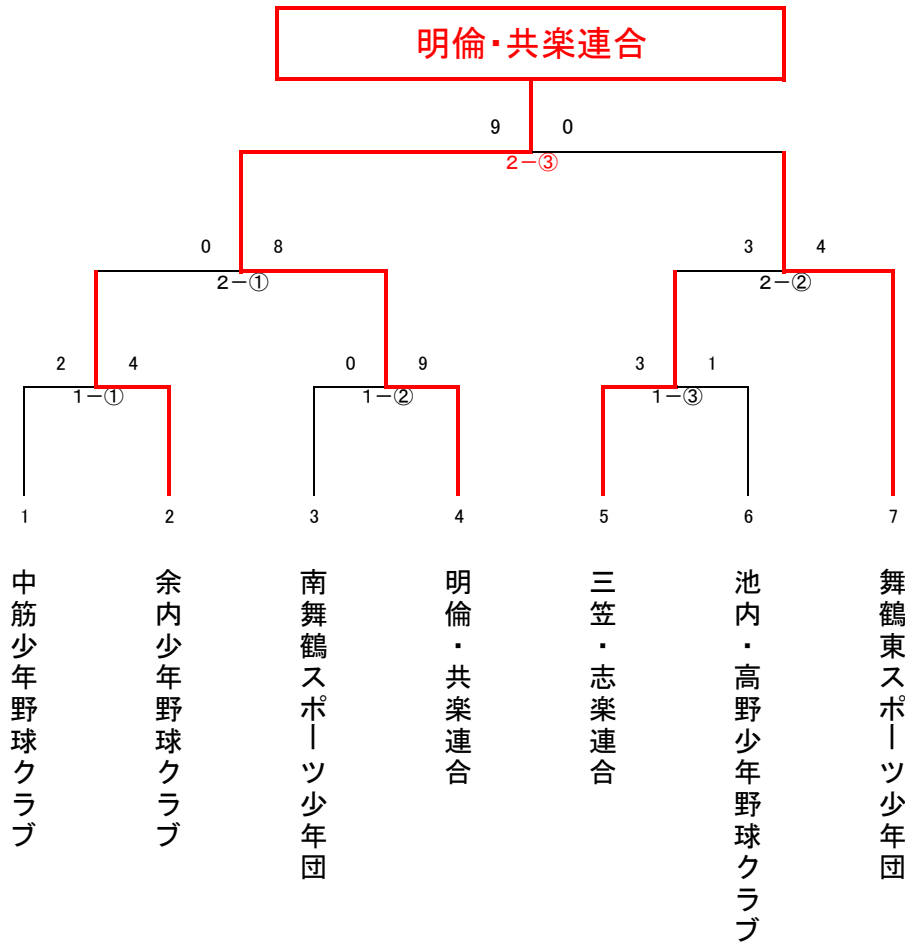 明倫・共楽連合
9 0
2－③
0 8
3 4
2－①
2－②
2 4
0 9
3 1
1－①
1－②
1－③
1 2 3 4 5 6 7
中筋少年野球クラブ
余内少年野球クラブ
南舞鶴スポーツ少年団
明倫・共楽連合
三笠・志楽連合
池内・高野少年野球クラブ
舞鶴東スポーツ少年団